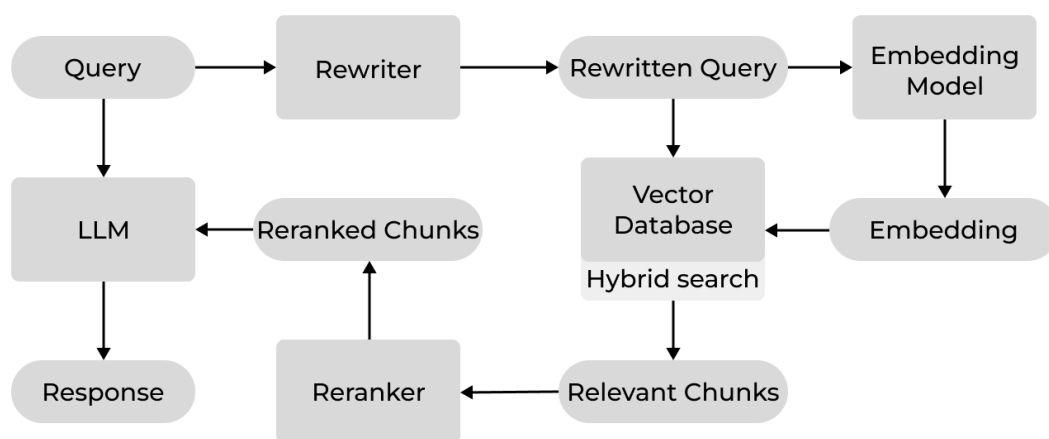 Query
Rewriter
Rewritten Query
Embedding
Model
LLM
Reranked Chunks
Vector
Database
Hybrid search
Embedding
Response
Reranker
Relevant Chunks